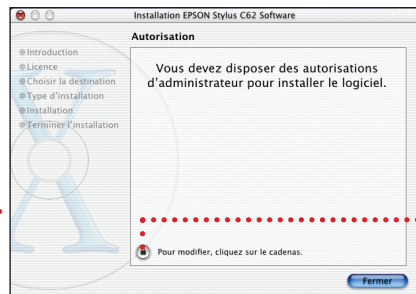 Installation EPSON Stylus C62 Software
Autorisation
Introduction
Licence
Choisir la destination
Type d'installation
Installation
Terminer l'installation
Vous devez disposer des autorisations
d'administrateur pour installer le logiciel.
Pour modifier, cliquez sur le cadenas.
Fermer